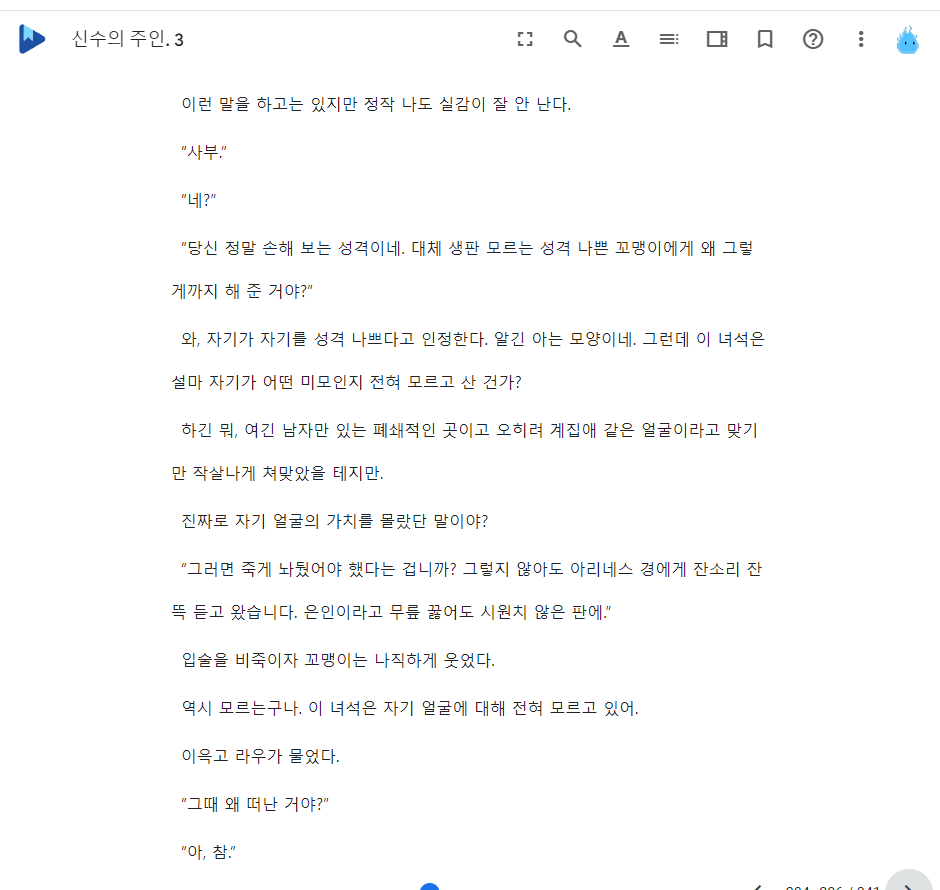 신수의 주인. 3
이런 말을 하고는 있지만 정작 나도 실감이 잘 안 난다.
“사부.”
“네?”
“당신 정말 손해 보는 성격이네. 대체 생판 모르는 성격 나쁜 꼬맹이에게 왜 그렇
게까지 해 준 거야?”
와, 자기가 자기를 성격 나쁘다고 인정한다. 알긴 아는 모양이네. 그런데 이 녀석은
설마 자기가 어떤 미모인지 전혀 모르고 산 건가?
하긴 뭐, 여긴 남자만 있는 폐쇄적인 곳이고 오히려 계집애 같은 얼굴이라고 맞기
만 작살나게 쳐맞았을 테지만.
진짜로 자기 얼굴의 가치를 몰랐단 말이야?
“그러면 죽게 놔뒀어야 했다는 겁니까? 그렇지 않아도 아리네스 경에게 잔소리 잔
뜩 듣고 왔습니다. 은인이라고 무릎 꿇어도 시원치 않은 판에.”
입술을 비죽이자 꼬맹이는 나직하게 웃었다.
역시 모르는구나. 이 녀석은 자기 얼굴에 대해 전혀 모르고 있어.
이윽고 라우가 물었다.
“그때 왜 떠난 거야?”
“아, 참.”